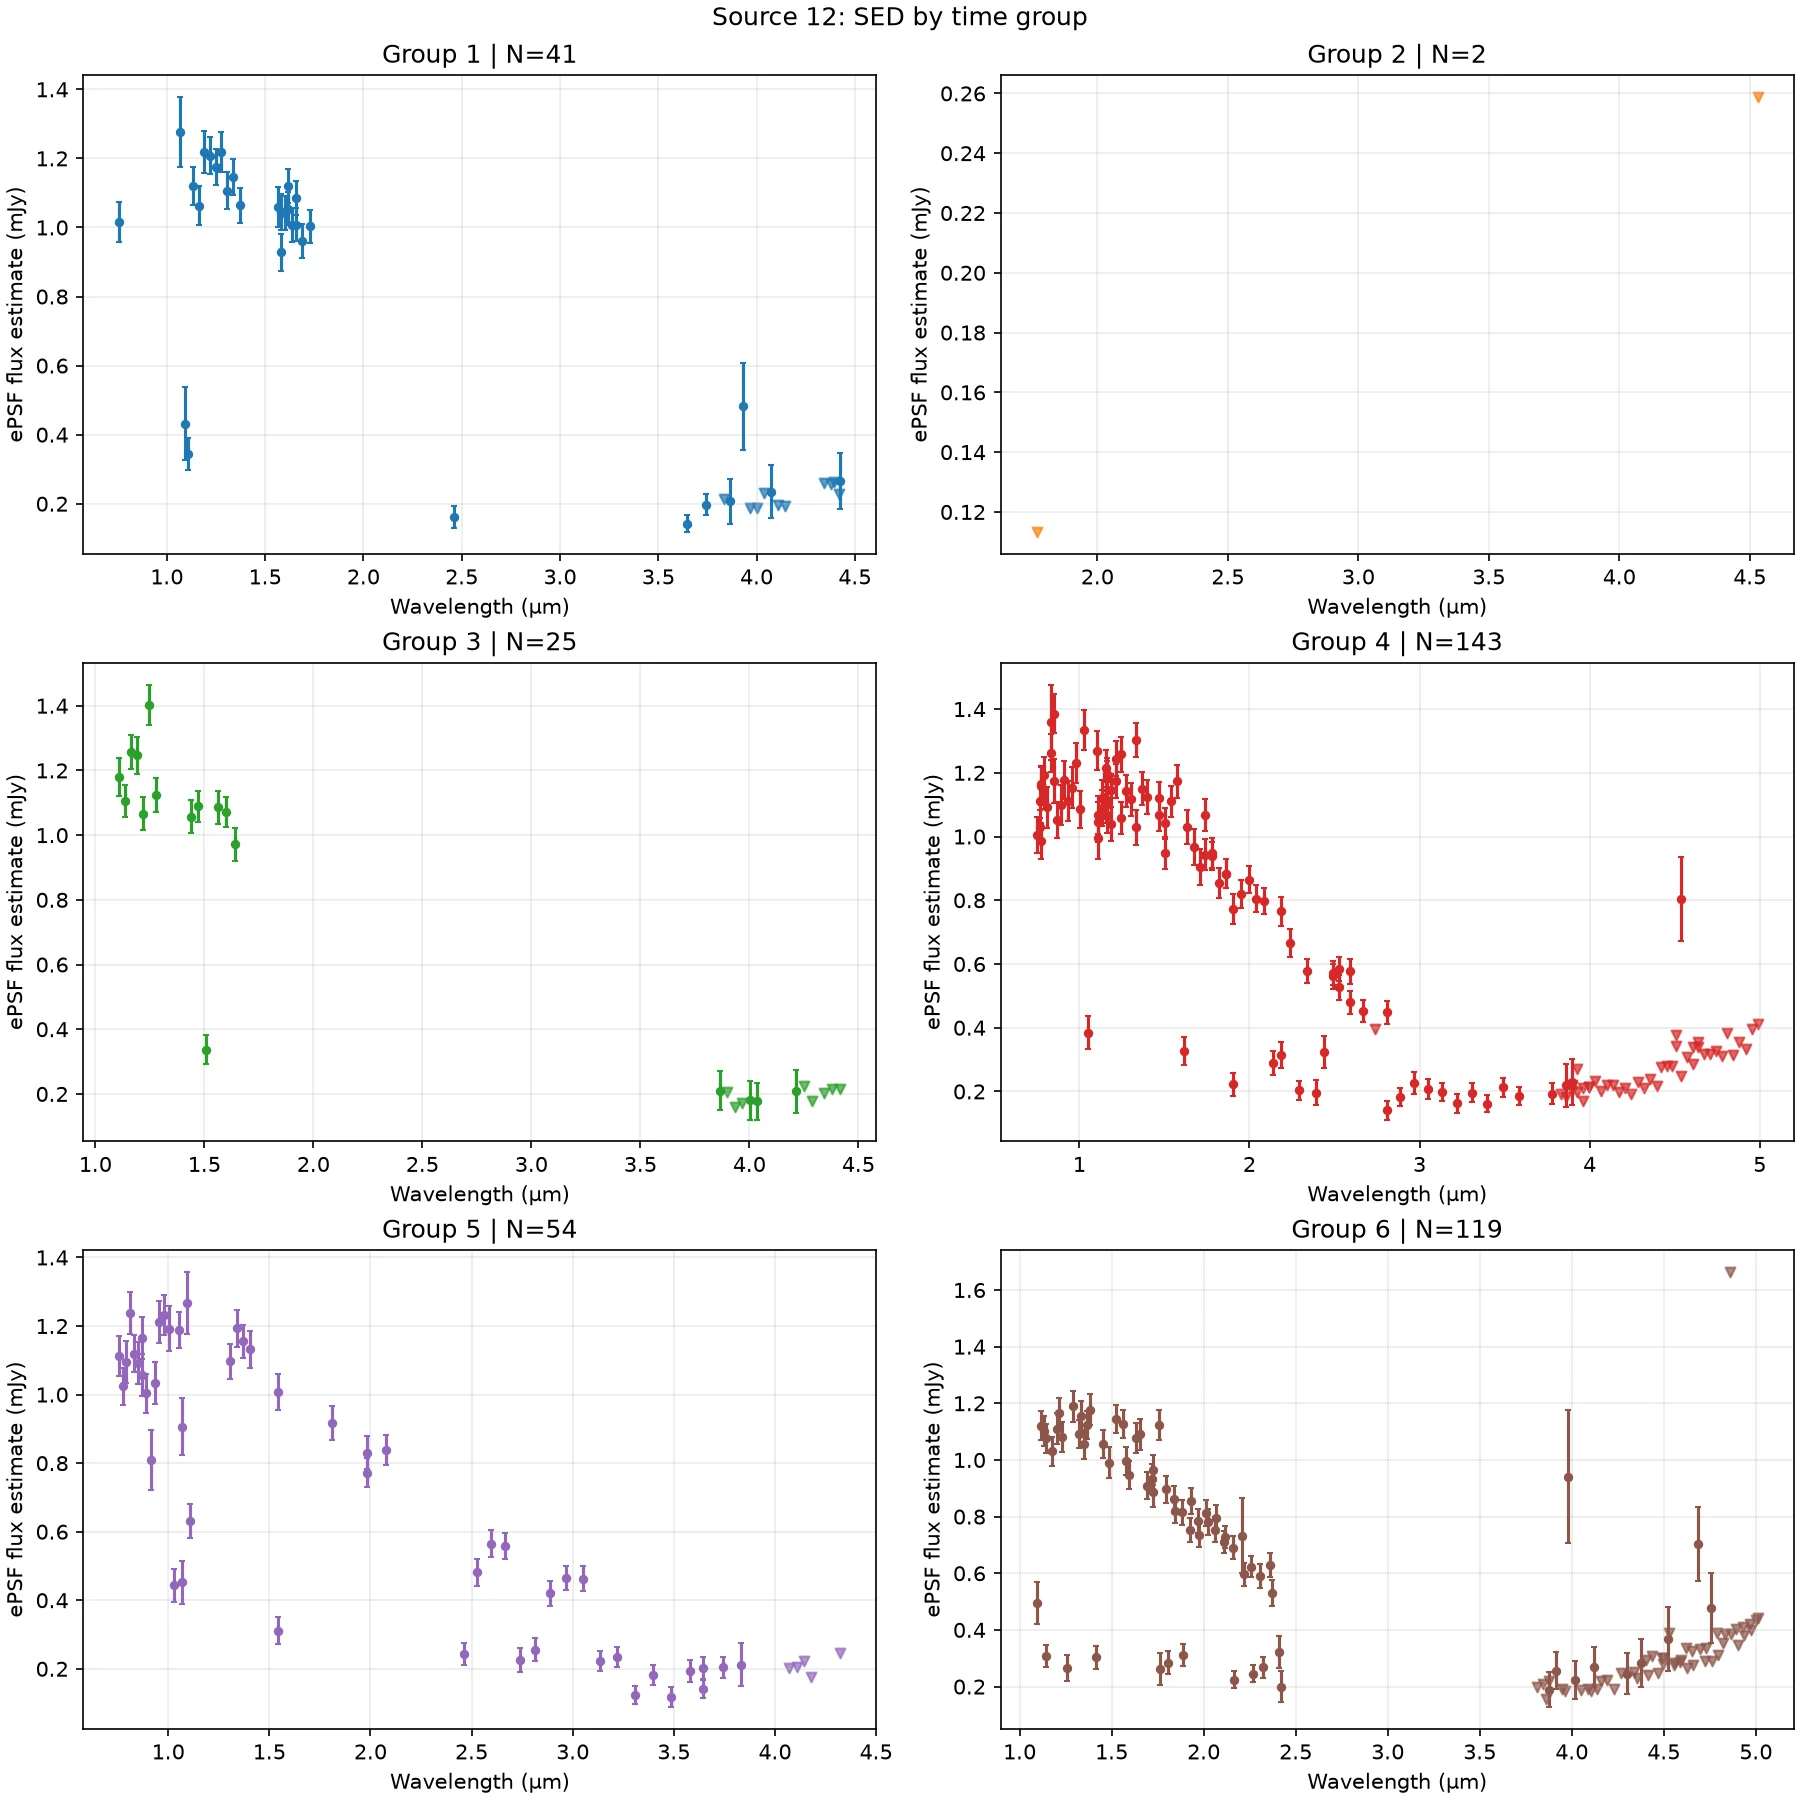 Source 12: SED by time group
Group 1 | N=41
1.4
1.2
1.0
0.8
0.6
0.4
0.2
ePSF flux estimate (mJy)
1.0 1.5 2.0 2.5 3.0 3.5 4.0 4.5
Wavelength (μm)
Group 2 | N=2
0.26
0.24
0.22
0.20
0.18
0.16
0.14
0.12
ePSF flux estimate (mJy)
2.0 2.5 3.0 3.5 4.0 4.5
Wavelength (μm)
Group 3 | N=25
1.4
1.2
1.0
0.8
0.6
0.4
0.2
ePSF flux estimate (mJy)
1.0 1.5 2.0 2.5 3.0 3.5 4.0 4.5
Wavelength (μm)
Group 4 | N=143
1.4
1.2
1.0
0.8
0.6
0.4
0.2
ePSF flux estimate (mJy)
1 2 3 4 5
Wavelength (μm)
Group 5 | N=54
1.4
1.2
1.0
0.8
0.6
0.4
0.2
ePSF flux estimate (mJy)
1.0 1.5 2.0 2.5 3.0 3.5 4.0 4.5
Wavelength (μm)
Group 6 | N=119
1.6
1.4
1.2
1.0
0.8
0.6
0.4
0.2
ePSF flux estimate (mJy)
1.0 1.5 2.0 2.5 3.0 3.5 4.0 4.5 5.0
Wavelength (μm)